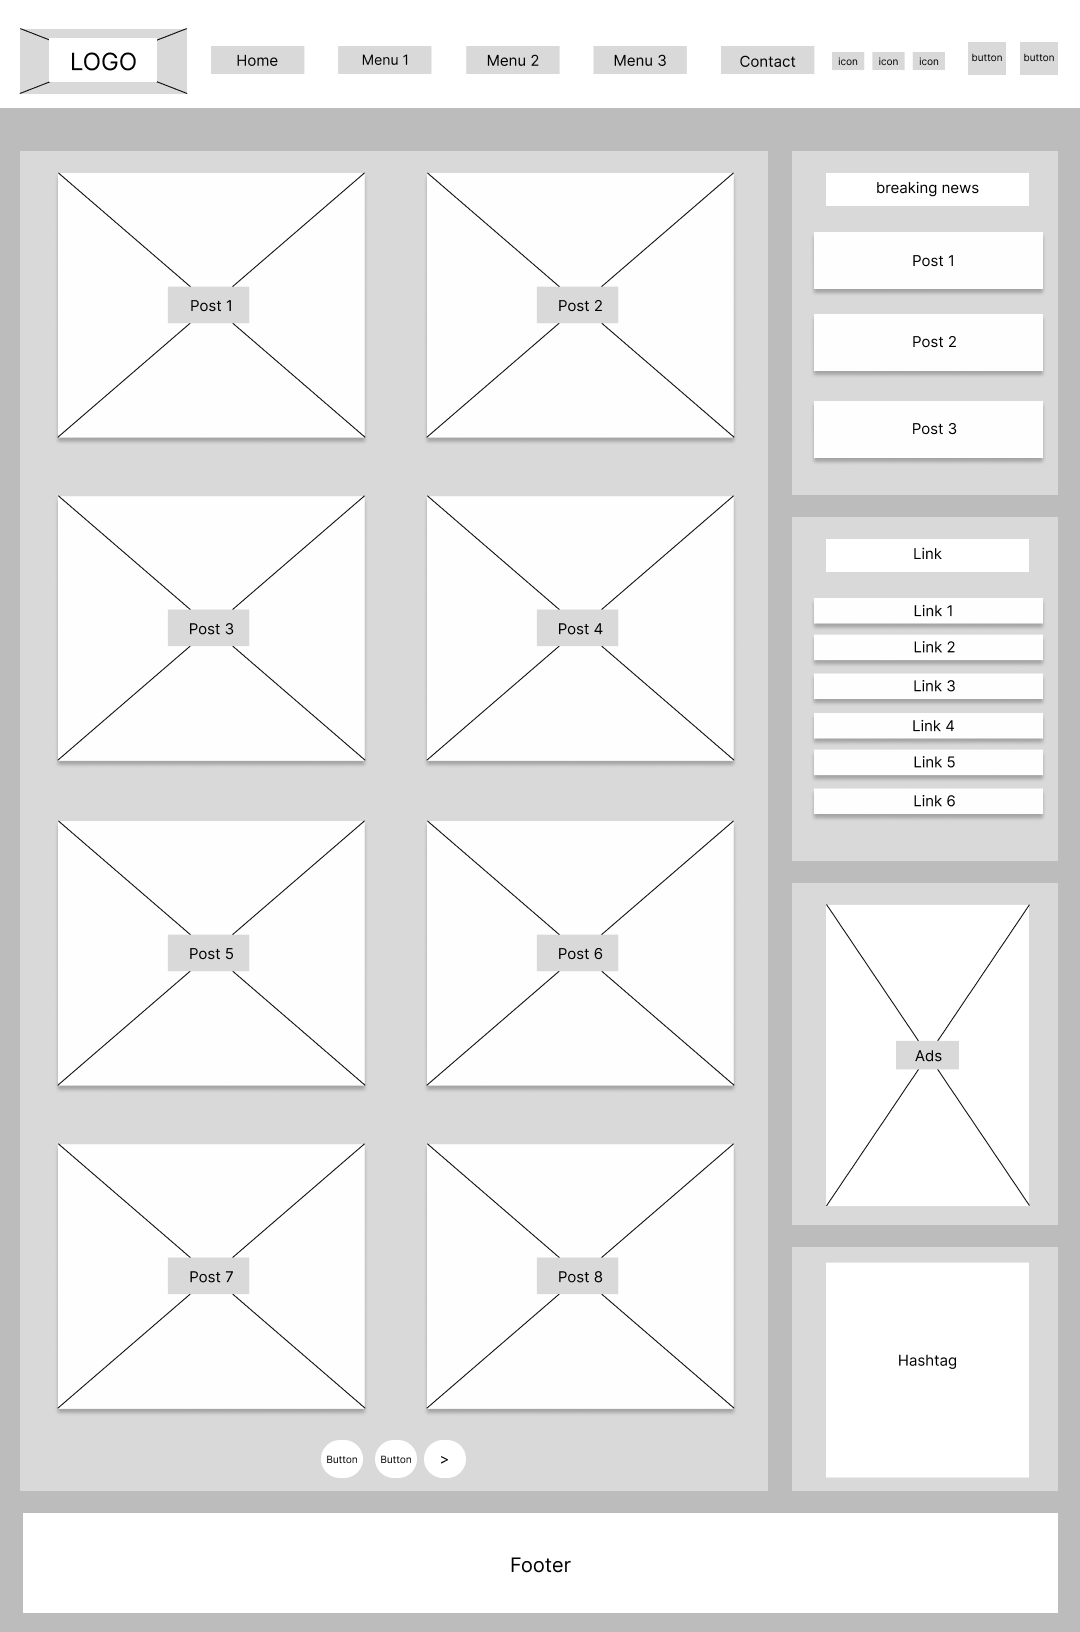 LOGO
Home
Menu 1
Menu 2
Menu 3
Contact
icon
icon
icon
button
button
Post 1
Post 2
Post 3
Post 4
Post 5
Post 6
Post 7
Post 8
Button
Button
>
breaking news
Post 1
Post 2
Post 3
Link
Link 1
Link 2
Link 3
Link 4
Link 5
Link 6
Ads
Hashtag
Footer